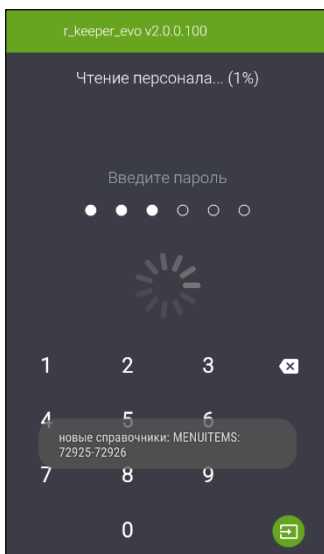 r_keeper_evo v2.0.0.100
Чтение персонала... (1%)
Введите пароль
1 2 3
4 5 6
новые справочники: MENUITEMS:
72925-72926
7 8 9
0